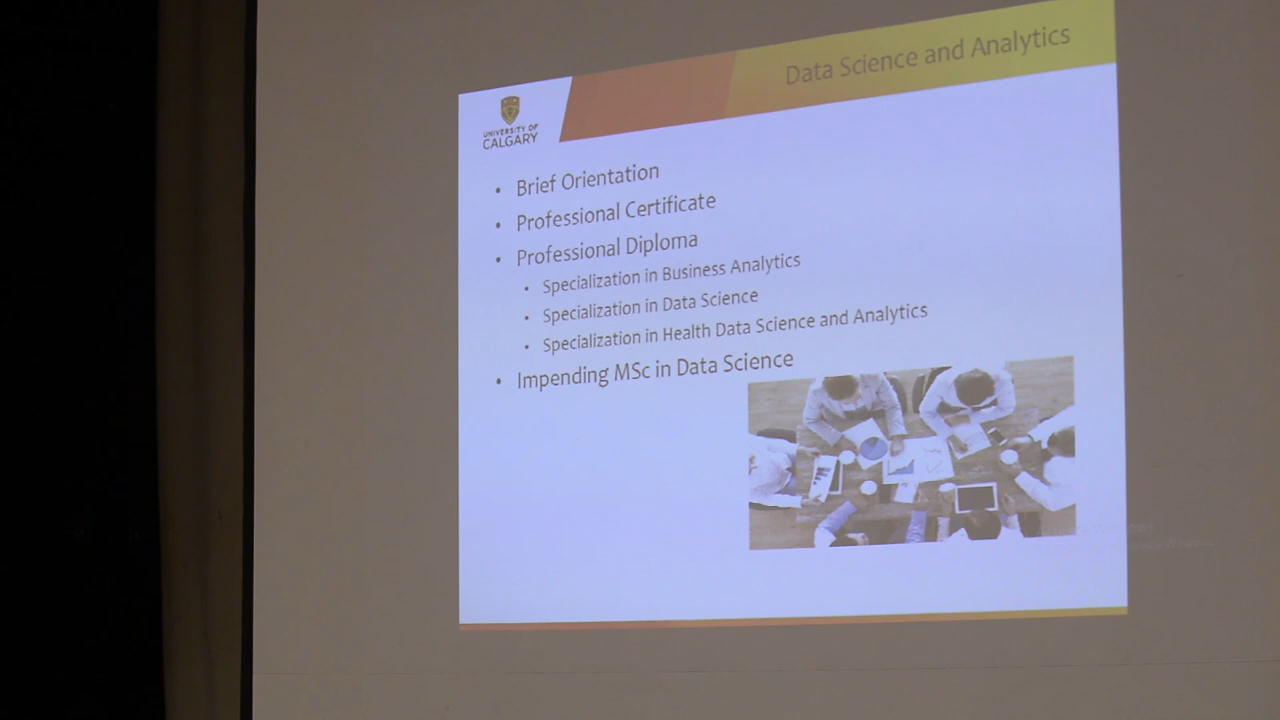 Data Science and Analytics
UNIVERSITY OF
CALGARY
• Brief Orientation
• Professional Certificate
• Professional Diploma
• Specialization in Business Analytics
• Specialization in Data Science
• Specialization in Health Data Science and Analytics
• Impending MSc in Data Science